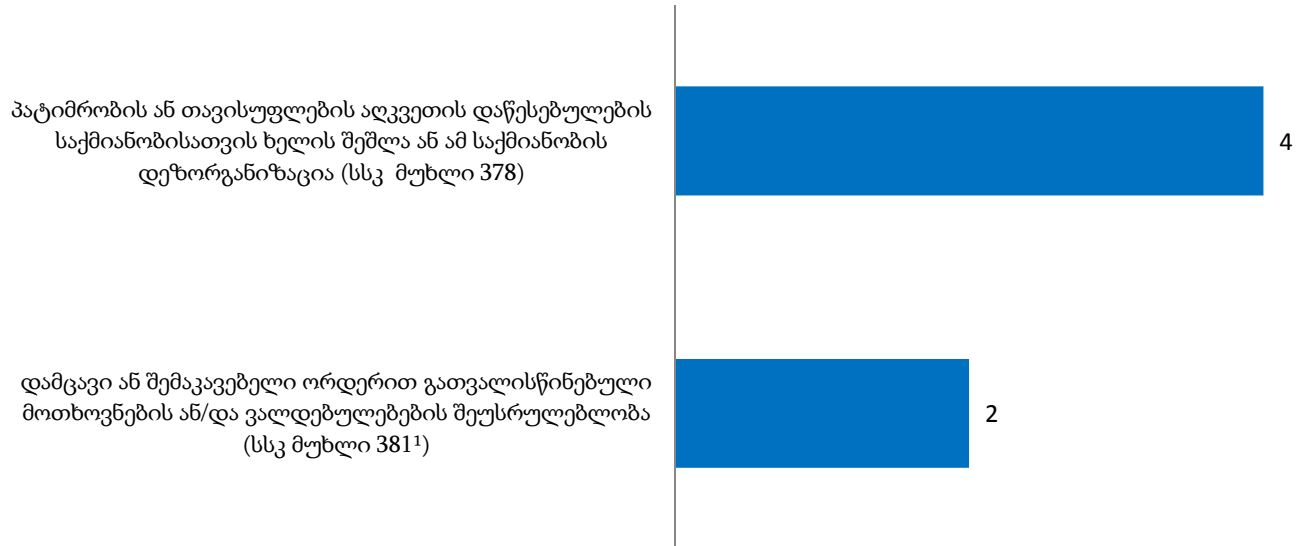 პატიმრობის ან თავისუფლების აღკვეთის დაწესებულების
საქმიანობისათვის ხელის შეშლა ან ამ საქმიანობის
დეზორგანიზაცია (სსკ მუხლი 378)
4
დამცავი ან შემაკავებელი ორდერით გათვალისწინებული
მოთხოვნების ან/და ვალდებულებების შეუსრულებლობა
(სსკ მუხლი 381¹)
2